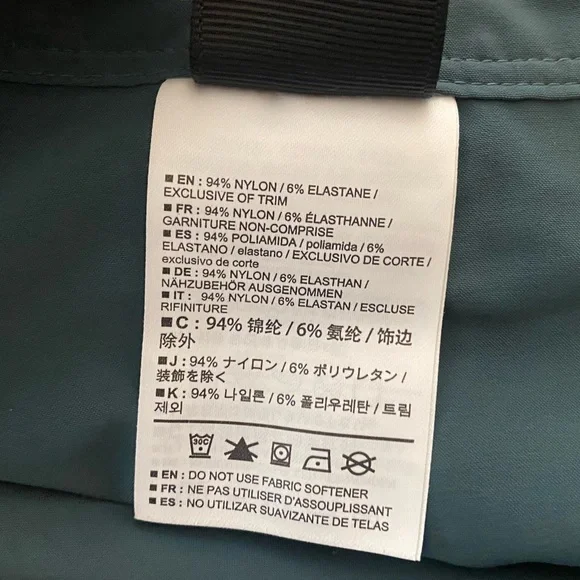 ■ EN : 94% NYLON / 6% ELASTANE /
EXCLUSIVE OF TRIM
■ FR : 94% NYLON / 6% ÉLASTHANNE /
GARNITURE NON-COMPRISE
■ ES : 94% POLIAMIDA / poliamida / 6%
ELASTANO / elastano / EXCLUSIVO DE CORTE /
exclusivo de corte
■ DE : 94% NYLON / 6% ELASTHAN /
NÄHZUBEHÖR AUSGENOMMEN
■ IT : 94% NYLON / 6% ELASTAN / ESCLUSE
RIFINITURE
■ C : 94% 锦纶 / 6% 氨纶 / 饰边
除外
■ J : 94% ナイロン / 6% ポリウレタン /
装飾を除く
■ K : 94% 나일론 / 6% 폴리우레탄 / 트림
제외
30C
■ EN : DO NOT USE FABRIC SOFTENER
■ FR : NE PAS UTILISER D'ASSOUPLISSANT
■ ES : NO UTILIZAR SUAVIZANTE DE TELAS